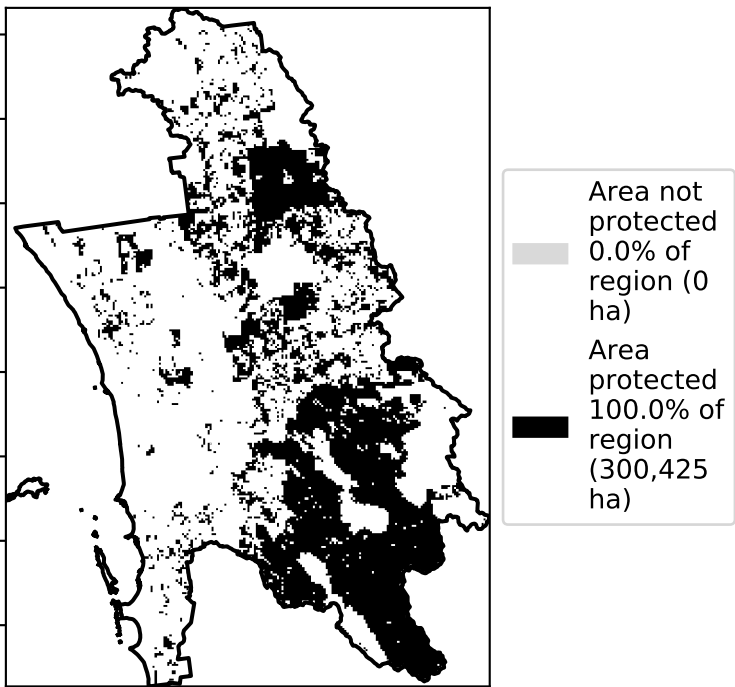 Area not
protected
0.0% of
region (0
ha)
Area
protected
100.0% of
region
(300,425
ha)